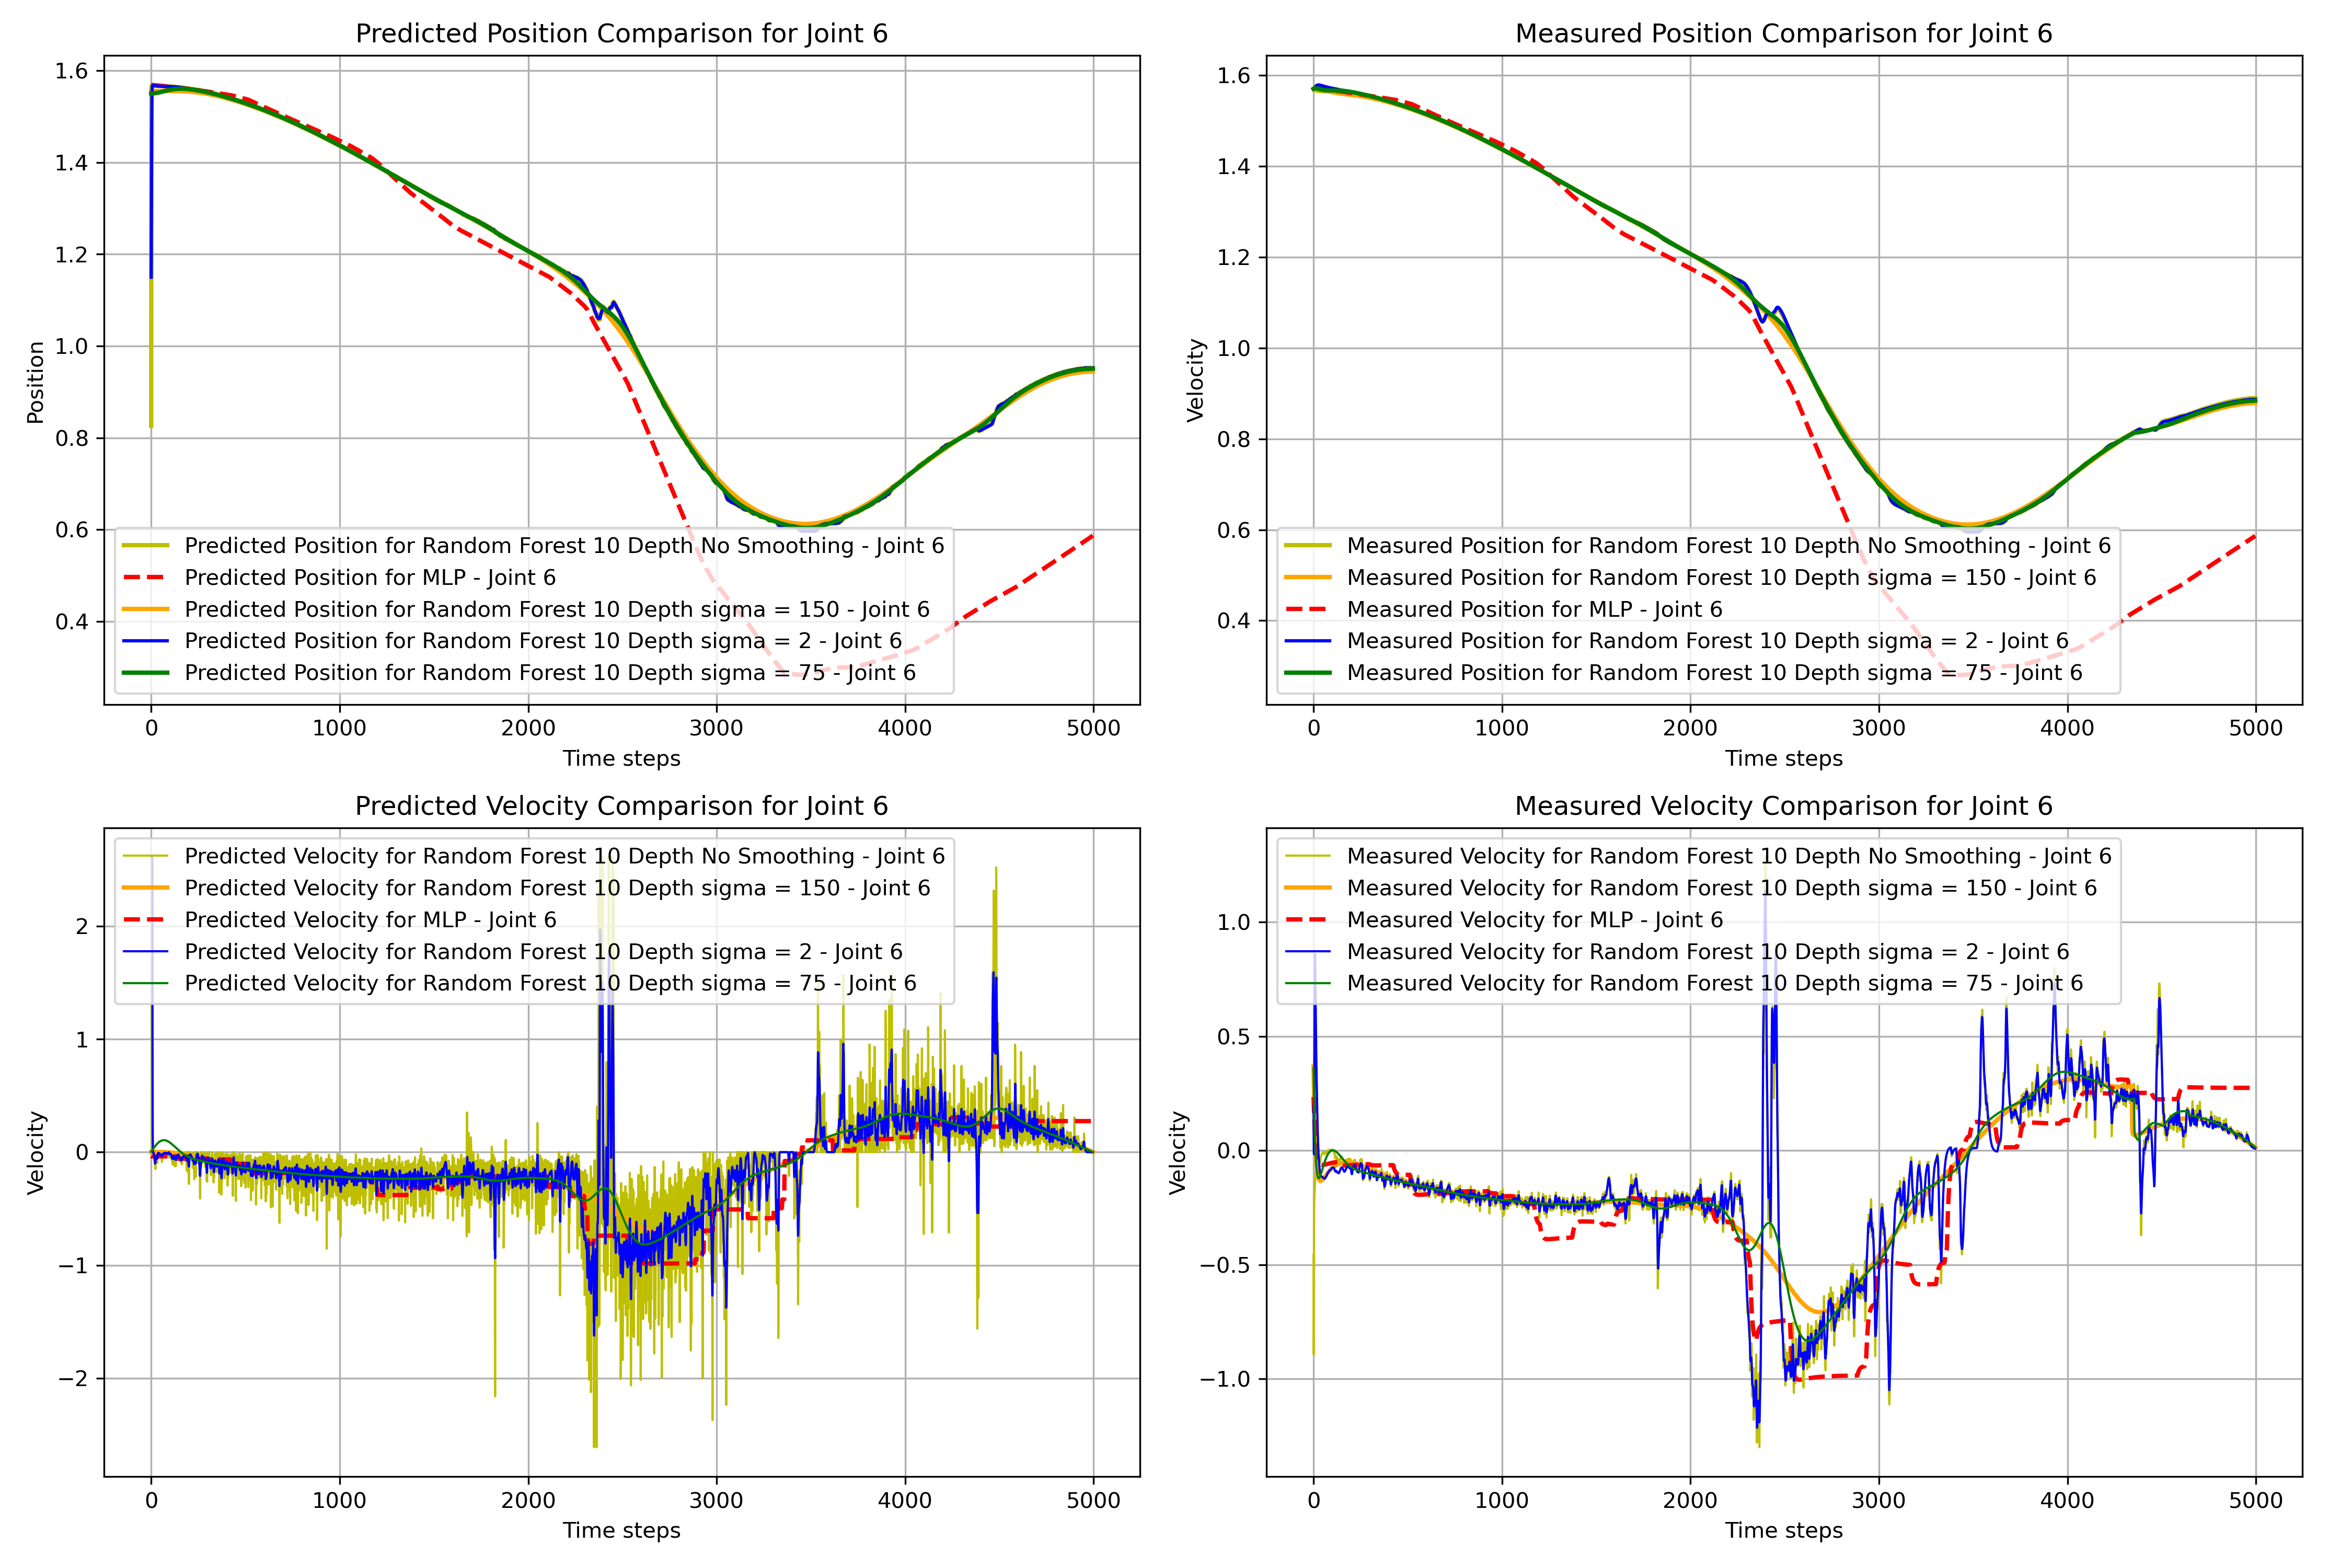 Predicted Position Comparison for Joint 6
1.6
1.4
1.2
1.0
0.8
0.6
0.4
Position
Predicted Position for Random Forest 10 Depth No Smoothing - Joint 6
Predicted Position for MLP - Joint 6
Predicted Position for Random Forest 10 Depth sigma = 150 - Joint 6
Predicted Position for Random Forest 10 Depth sigma = 2 - Joint 6
Predicted Position for Random Forest 10 Depth sigma = 75 - Joint 6
0 1000 2000 3000 4000 5000
Time steps
Measured Position Comparison for Joint 6
1.6
1.4
1.2
1.0
0.8
0.6
0.4
Velocity
Measured Position for Random Forest 10 Depth No Smoothing - Joint 6
Measured Position for Random Forest 10 Depth sigma = 150 - Joint 6
Measured Position for MLP - Joint 6
Measured Position for Random Forest 10 Depth sigma = 2 - Joint 6
Measured Position for Random Forest 10 Depth sigma = 75 - Joint 6
0 1000 2000 3000 4000 5000
Time steps
Predicted Velocity Comparison for Joint 6
Predicted Velocity for Random Forest 10 Depth No Smoothing - Joint 6
Predicted Velocity for Random Forest 10 Depth sigma = 150 - Joint 6
Predicted Velocity for MLP - Joint 6
Predicted Velocity for Random Forest 10 Depth sigma = 2 - Joint 6
Predicted Velocity for Random Forest 10 Depth sigma = 75 - Joint 6
2
1
0
−1
−2
Velocity
0 1000 2000 3000 4000 5000
Time steps
Measured Velocity Comparison for Joint 6
Measured Velocity for Random Forest 10 Depth No Smoothing - Joint 6
Measured Velocity for Random Forest 10 Depth sigma = 150 - Joint 6
Measured Velocity for MLP - Joint 6
Measured Velocity for Random Forest 10 Depth sigma = 2 - Joint 6
Measured Velocity for Random Forest 10 Depth sigma = 75 - Joint 6
1.0
0.5
0.0
−0.5
−1.0
Velocity
0 1000 2000 3000 4000 5000
Time steps